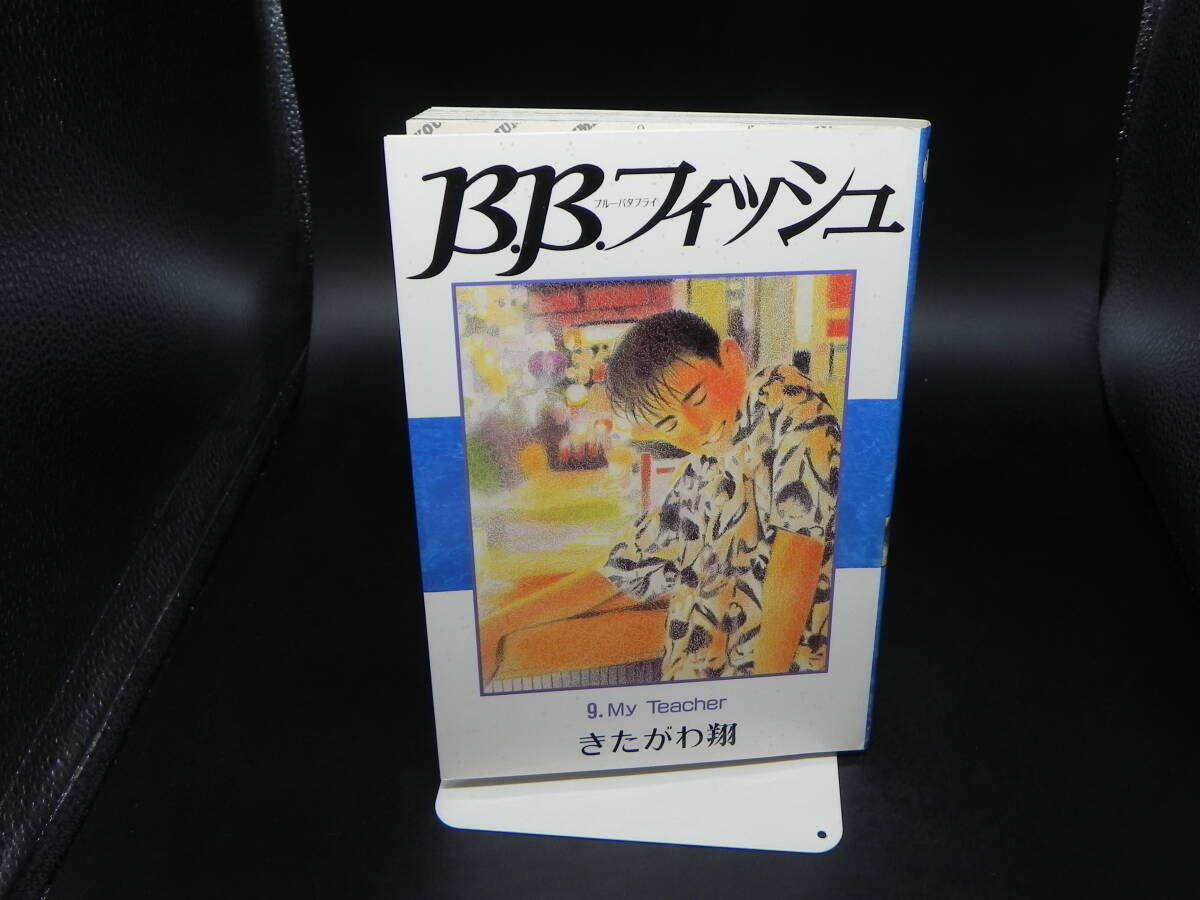 B.B.フィッシュ
ブルーバタフライ
9. My Teacher
きたがわ翔